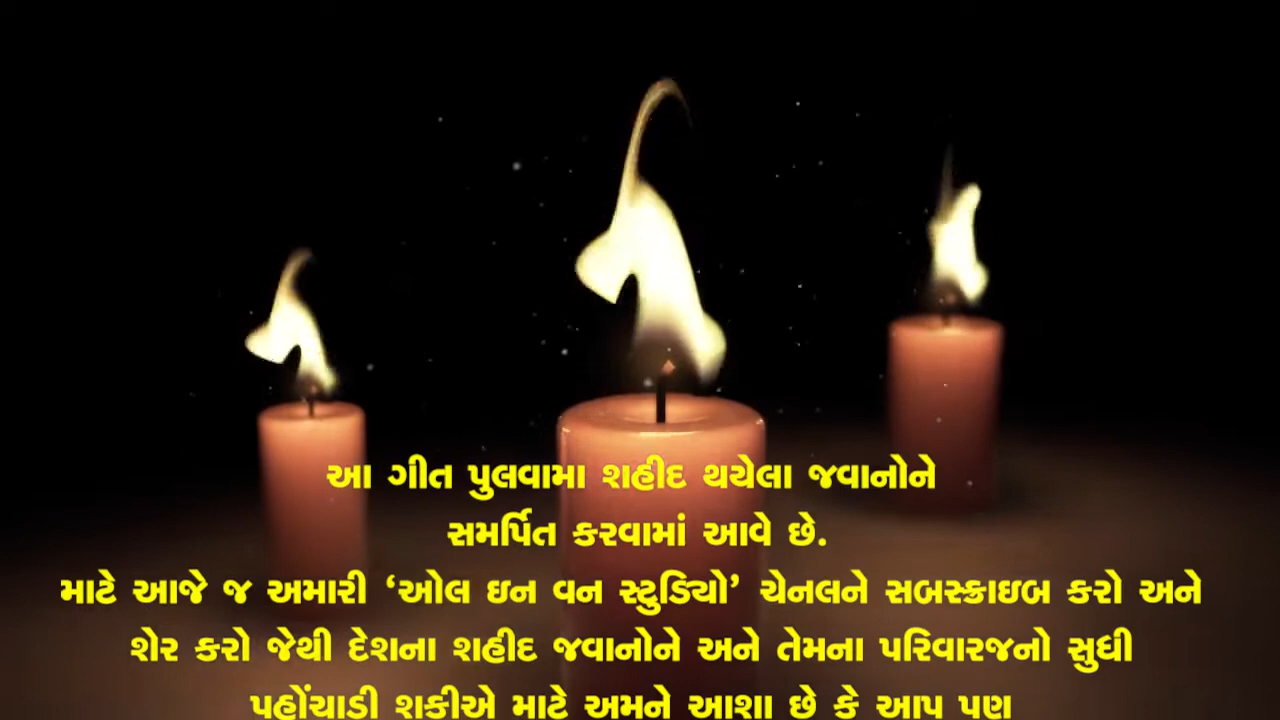 આ ગીત પુલવામા શહીદ થયેલા જવાનોને
સમર્પિત કરવામાં આવે છે.
માટે આજે જ અમારી ‘ઓલ ઇન વન સ્ટુડિયો’ ચેનલને સબસ્ક્રાઇબ કરો અને
શેર કરો જેથી દેશના શહીદ જવાનોને અને તેમના પરિવારજનો સુધી
પહોંચાડી શકીએ માટે અમને આશા છે કે આપ પણ